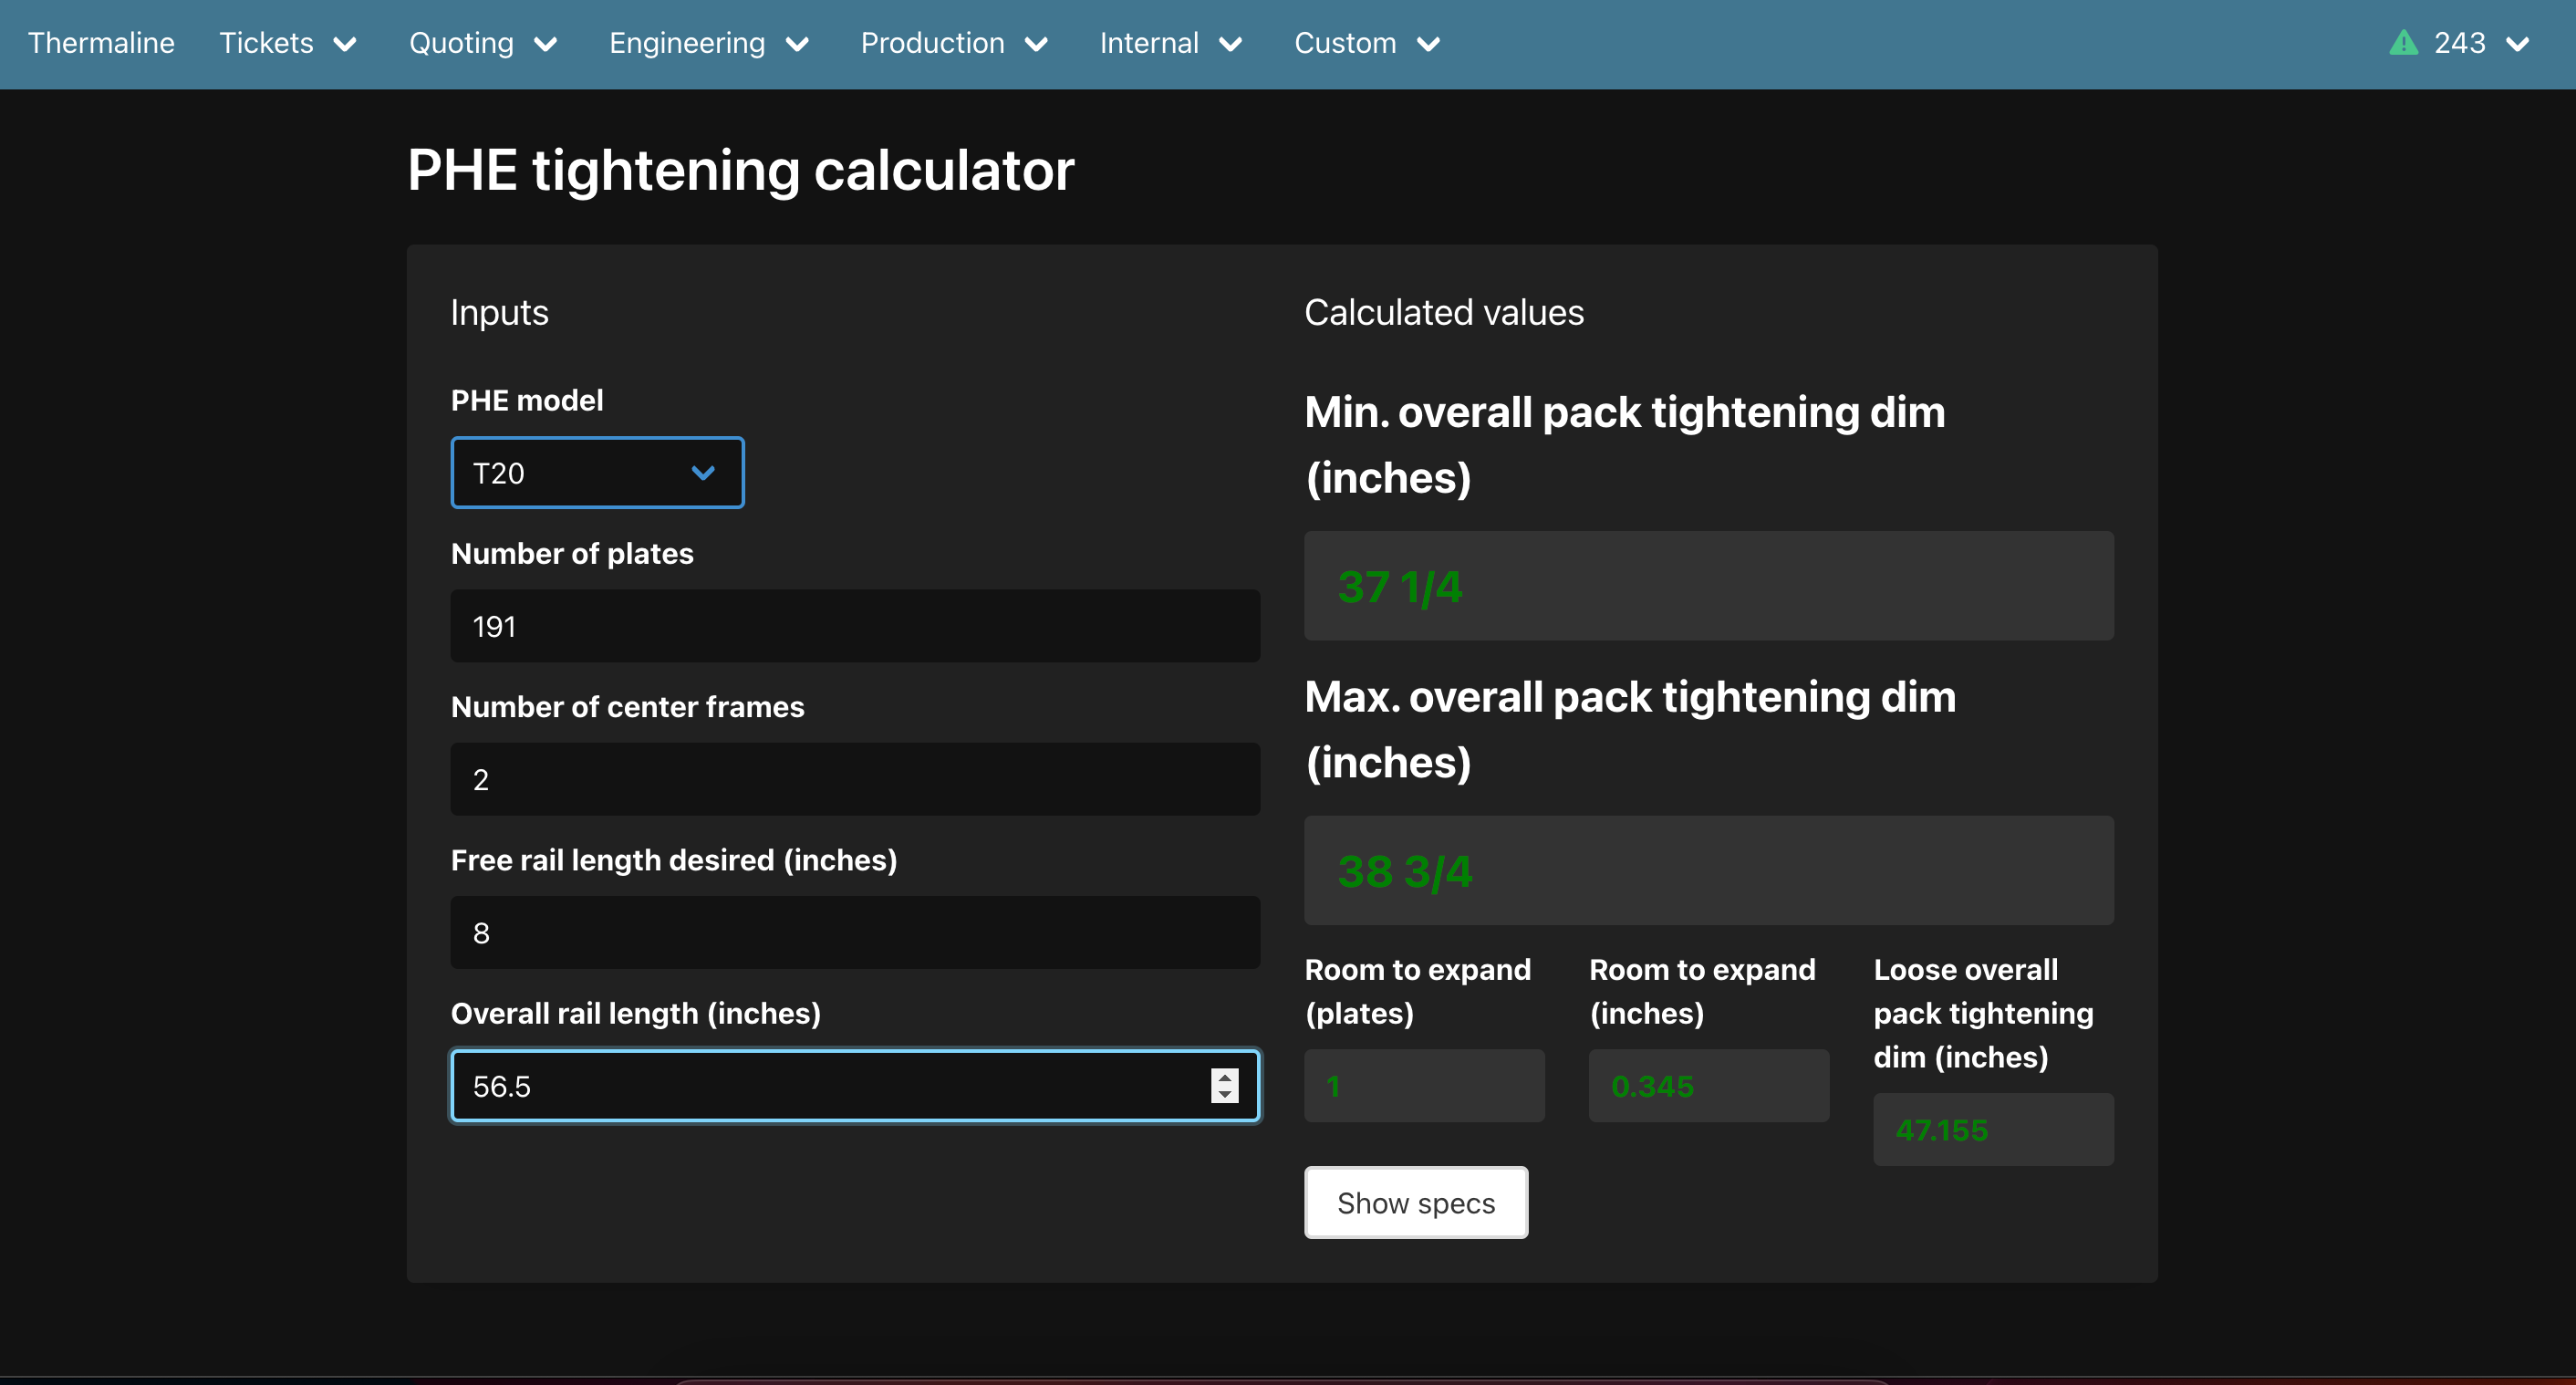 Thermaline Tickets Quoting Engineering Production Internal Custom 243
PHE tightening calculator
Inputs
PHE model
T20
Number of plates
191
Number of center frames
2
Free rail length desired (inches)
8
Overall rail length (inches)
56.5
Calculated values
Min. overall pack tightening dim
(inches)
37 1/4
Max. overall pack tightening dim
(inches)
38 3/4
Room to expand
(plates)
1
Room to expand
(inches)
0.345
Loose overall
pack tightening
dim (inches)
47.155
Show specs